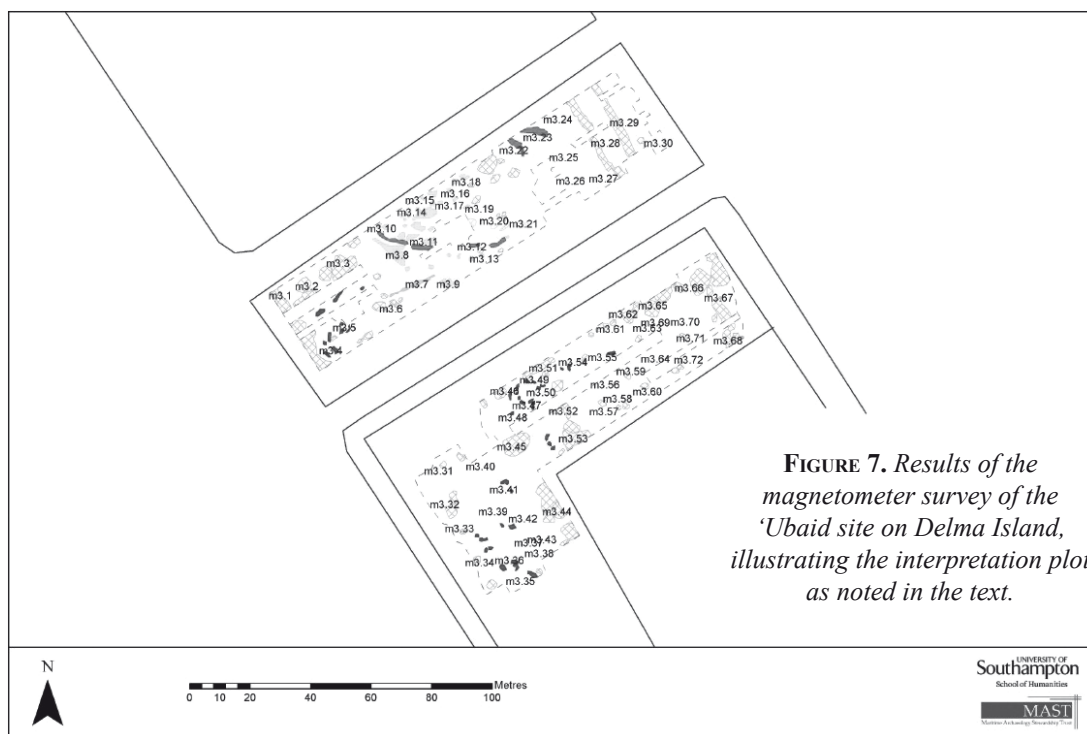 m3.24
m3.23
m3.22
m3.29
m3.28
m3.30
m3.25
m3.26
m3.27
m3.18
m3.16
m3.15
m3.17
m3.14
m3.19
m3.20
m3.21
m3.10
m3.11
m3.12
m3.13
m3.8
m3.3
m3.2
m3.1
m3.7
m3.9
m3.6
m3.5
m3.4
m3.66
m3.67
m3.65
m3.62
m3.69
m3.70
m3.61
m3.63
m3.71
m3.68
m3.55
m3.54
m3.64
m3.72
m3.51
m3.59
m3.49
m3.56
m3.50
m3.60
m3.58
m3.47
m3.48
m3.52
m3.57
m3.53
m3.45
m3.31
m3.40
m3.41
m3.32
m3.39
m3.42
m3.44
m3.33
m3.43
m3.37
m3.38
m3.34
m3.36
m3.35
FIGURE 7. Results of the
magnetometer survey of the
‘Ubaid site on Delma Island,
illustrating the interpretation plot
as noted in the text.
N
Metres
0 10 20 40 60 80 100
UNIVERSITY OF
Southampton
School of Humanities
MAST